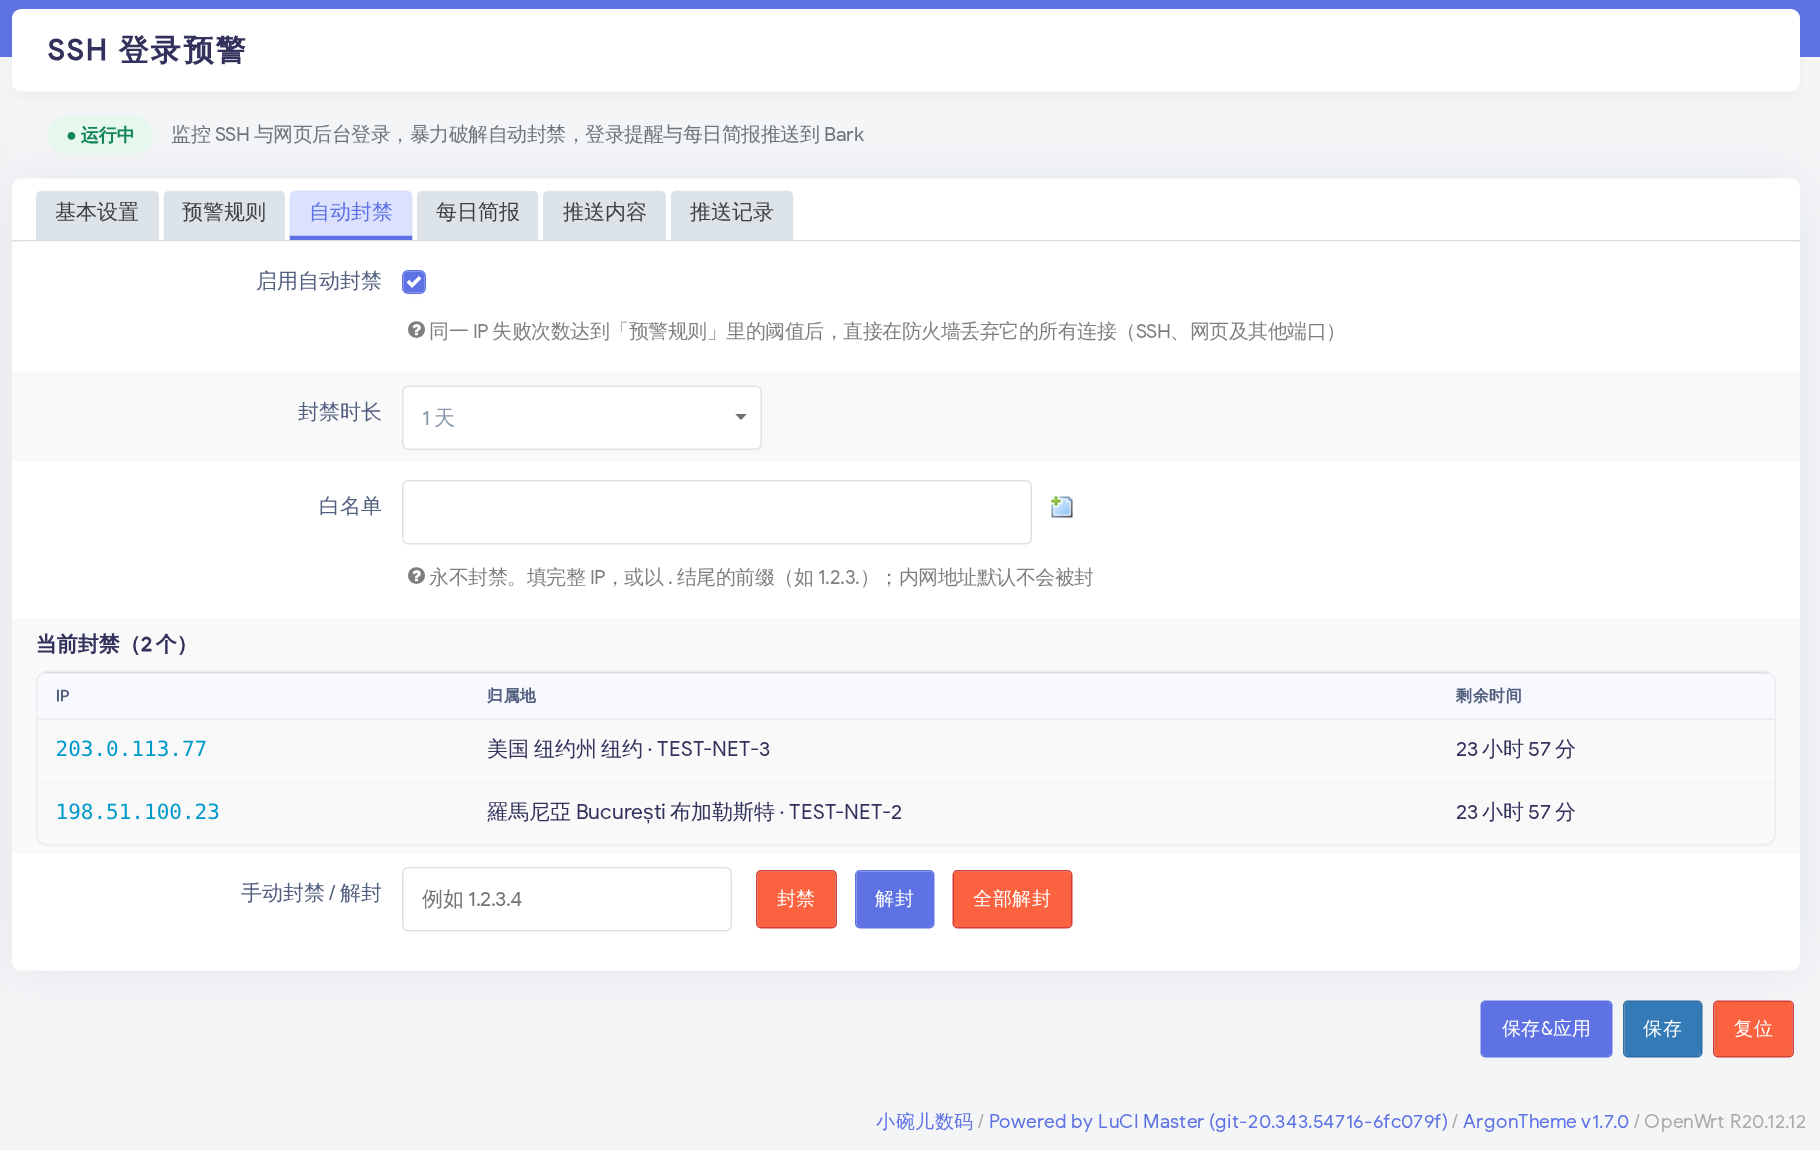 SSH 登录预警
● 运行中 监控 SSH 与网页后台登录，暴力破解自动封禁，登录提醒与每日简报推送到 Bark
基本设置 预警规则 自动封禁 每日简报 推送内容 推送记录
启用自动封禁
同一 IP 失败次数达到「预警规则」里的阈值后，直接在防火墙丢弃它的所有连接（SSH、网页及其他端口）
封禁时长 1 天
白名单
永不封禁。填完整 IP，或以 . 结尾的前缀（如 1.2.3.）；内网地址默认不会被封
当前封禁（2 个）
IP 归属地 剩余时间
203.0.113.77 美国 纽约州 纽约 · TEST-NET-3 23 小时 57 分
198.51.100.23 羅馬尼亞 București 布加勒斯特 · TEST-NET-2 23 小时 57 分
手动封禁 / 解封 例如 1.2.3.4 封禁 解封 全部解封
保存&应用 保存 复位
小碗儿数码 / Powered by LuCI Master (git-20.343.54716-6fc079f) / ArgonTheme v1.7.0 / OpenWrt R20.12.12